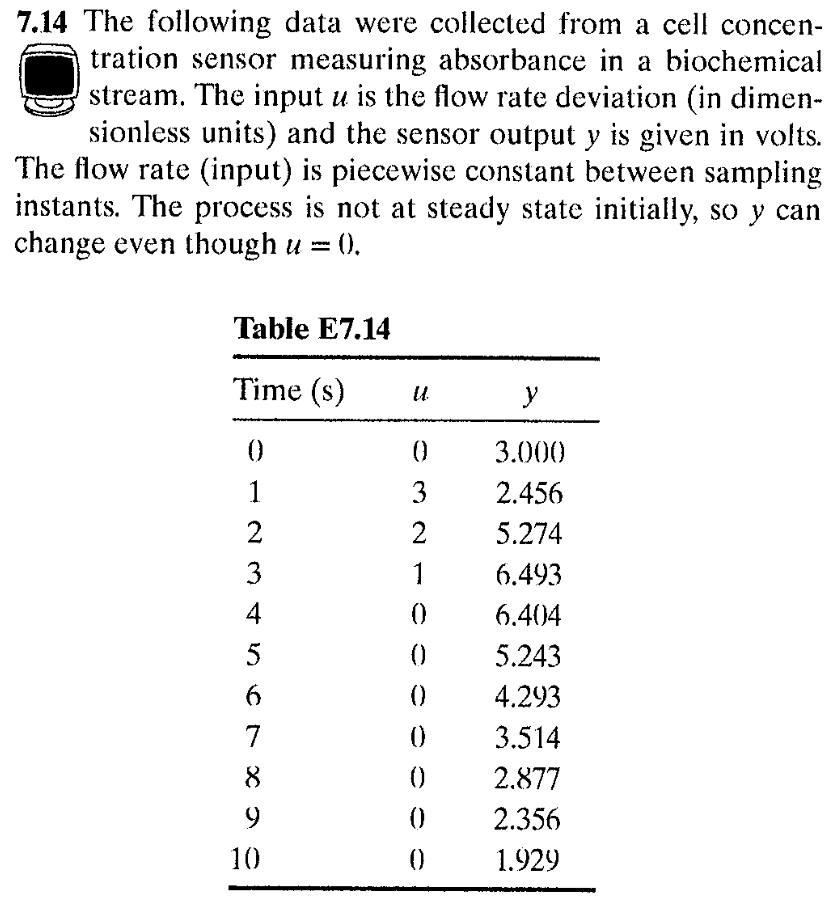 7.14 The following data were collected from a cell concen-
tration sensor measuring absorbance in a biochemical
stream. The input u is the flow rate deviation (in dimen-
sionless units) and the sensor output y is given in volts.
The flow rate (input) is piecewise constant between sampling
instants. The process is not at steady state initially, so y can
change even though u = 0.
Table E7.14
Time (s) u y
0 0 3.000
1 3 2.456
2 2 5.274
3 1 6.493
4 0 6.404
5 0 5.243
6 0 4.293
7 0 3.514
8 0 2.877
9 0 2.356
10 0 1.929